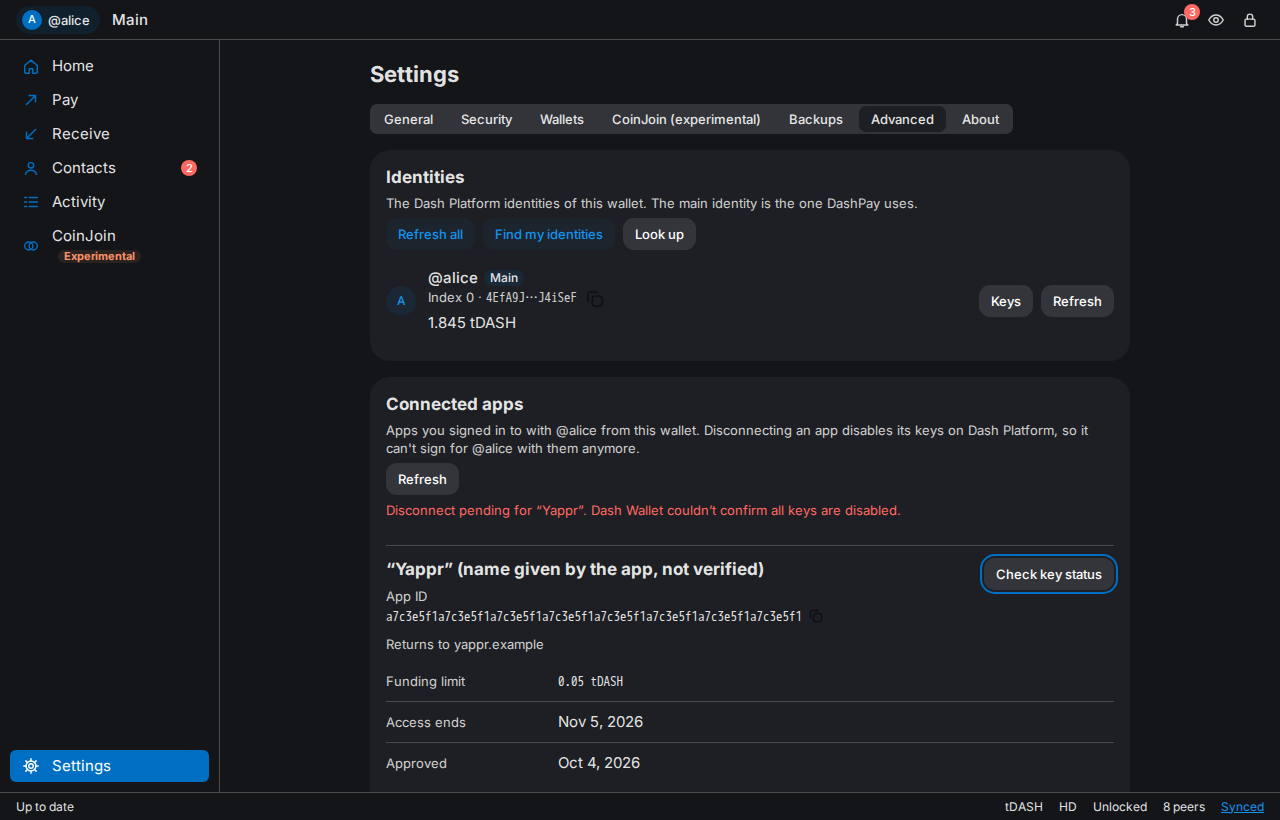 A @alice Main 3
Home
Pay
Receive
Contacts 2
Activity
CoinJoin
Experimental
Settings
Settings
General Security Wallets CoinJoin (experimental) Backups Advanced About
Identities
The Dash Platform identities of this wallet. The main identity is the one DashPay uses.
Refresh all Find my identities Look up
A
@alice Main
Index 0 · 4EfA9J···J4iSeF
1.845 tDASH
Keys Refresh
Connected apps
Apps you signed in to with @alice from this wallet. Disconnecting an app disables its keys on Dash Platform, so it
can't sign for @alice with them anymore.
Refresh
Disconnect pending for “Yappr”. Dash Wallet couldn't confirm all keys are disabled.
“Yappr” (name given by the app, not verified)
Check key status
App ID
a7c3e5f1a7c3e5f1a7c3e5f1a7c3e5f1a7c3e5f1a7c3e5f1a7c3e5f1a7c3e5f1
Returns to yappr.example
Funding limit 0.05 tDASH
Access ends Nov 5, 2026
Approved Oct 4, 2026
Up to date tDASH HD Unlocked 8 peers Synced